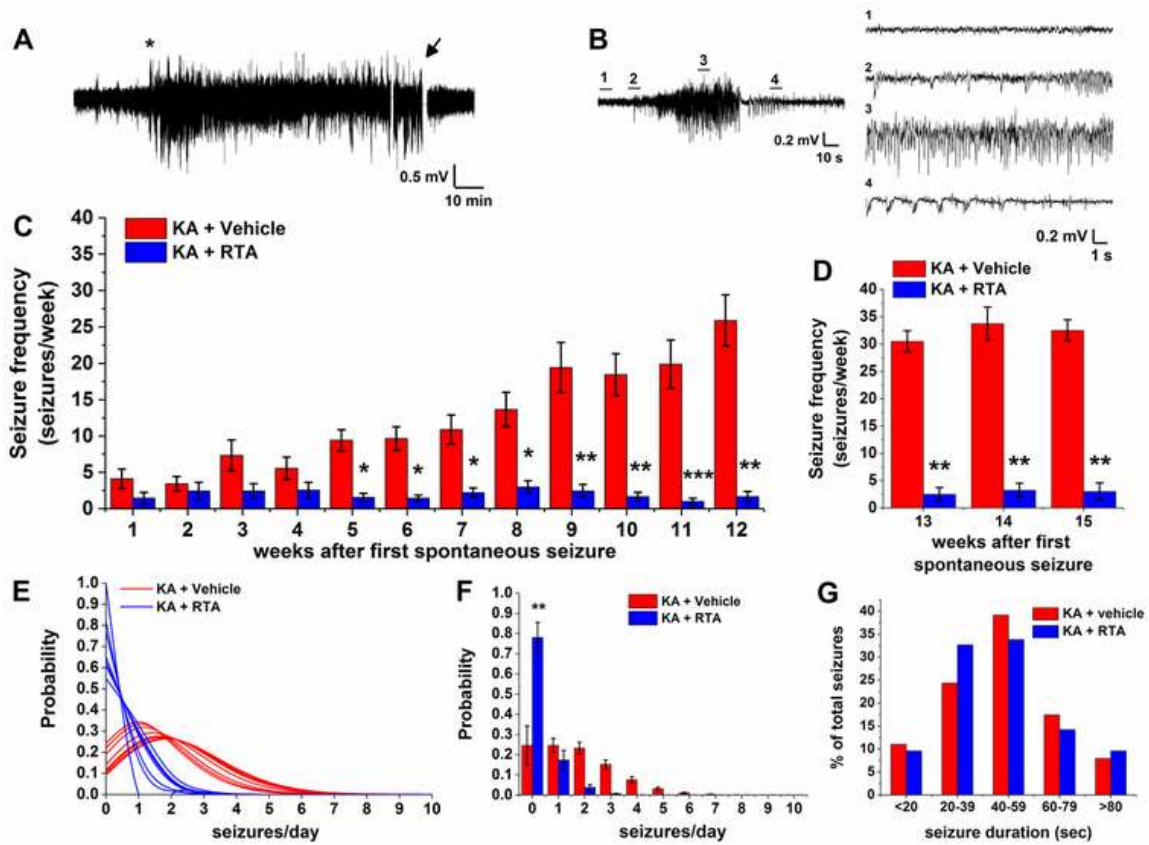 A
*
0.5 mV
10 min
B
1
2
3
4
0.2 mV
10 s
1
2
3
4
0.2 mV
1 s
C
KA + Vehicle
KA + RTA
Seizure frequency
(seizures/week)
40
35
30
25
20
15
10
5
0
* * * * ** ** *** **
1 2 3 4 5 6 7 8 9 10 11 12
weeks after first spontaneous seizure
D
KA + Vehicle
KA + RTA
Seizure frequency
(seizures/week)
40
35
30
25
20
15
10
5
0
** ** **
13 14 15
weeks after first
spontaneous seizure
E
KA + Vehicle
KA + RTA
Probability
1.0
0.9
0.8
0.7
0.6
0.5
0.4
0.3
0.2
0.1
0.0
0 1 2 3 4 5 6 7 8 9 10
seizures/day
F
KA + Vehicle
KA + RTA
Probability
1.0
0.9
0.8
0.7
0.6
0.5
0.4
0.3
0.2
0.1
0.0
**
0 1 2 3 4 5 6 7 8 9 10
seizures/day
G
KA + vehicle
KA + RTA
% of total seizures
40
35
30
25
20
15
10
5
0
<20 20-39 40-59 60-79 >80
seizure duration (sec)